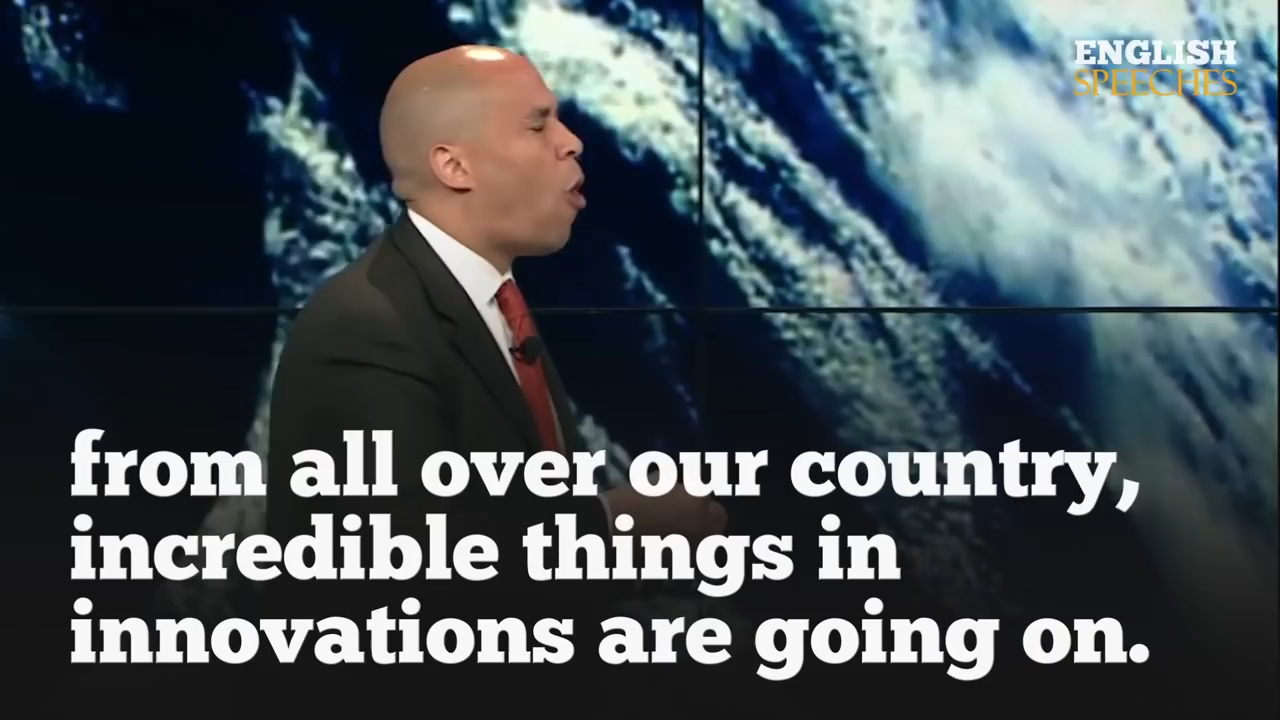 ENGLISH
SPEECHES
from all over our country,
incredible things in
innovations are going on.